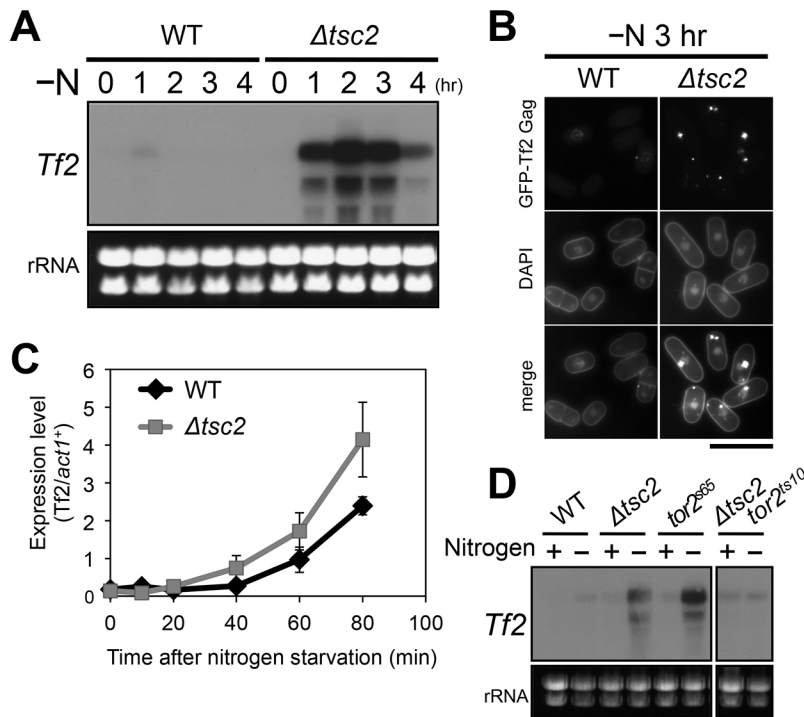 A
WT Δtsc2
−N 0 1 2 3 4 0 1 2 3 4 (hr)
Tf2
rRNA
B
−N 3 hr
WT Δtsc2
GFP-Tf2 Gag
DAPI
merge
C
Expression level
(Tf2/act1⁺)
6
5
4
3
2
1
0
WT
Δtsc2
0 20 40 60 80 100
Time after nitrogen starvation (min)
D
WT Δtsc2 tor2ˢ⁶⁵ Δtsc2 tor2ᵗˢ¹⁰
Nitrogen + − + − + − + −
Tf2
rRNA